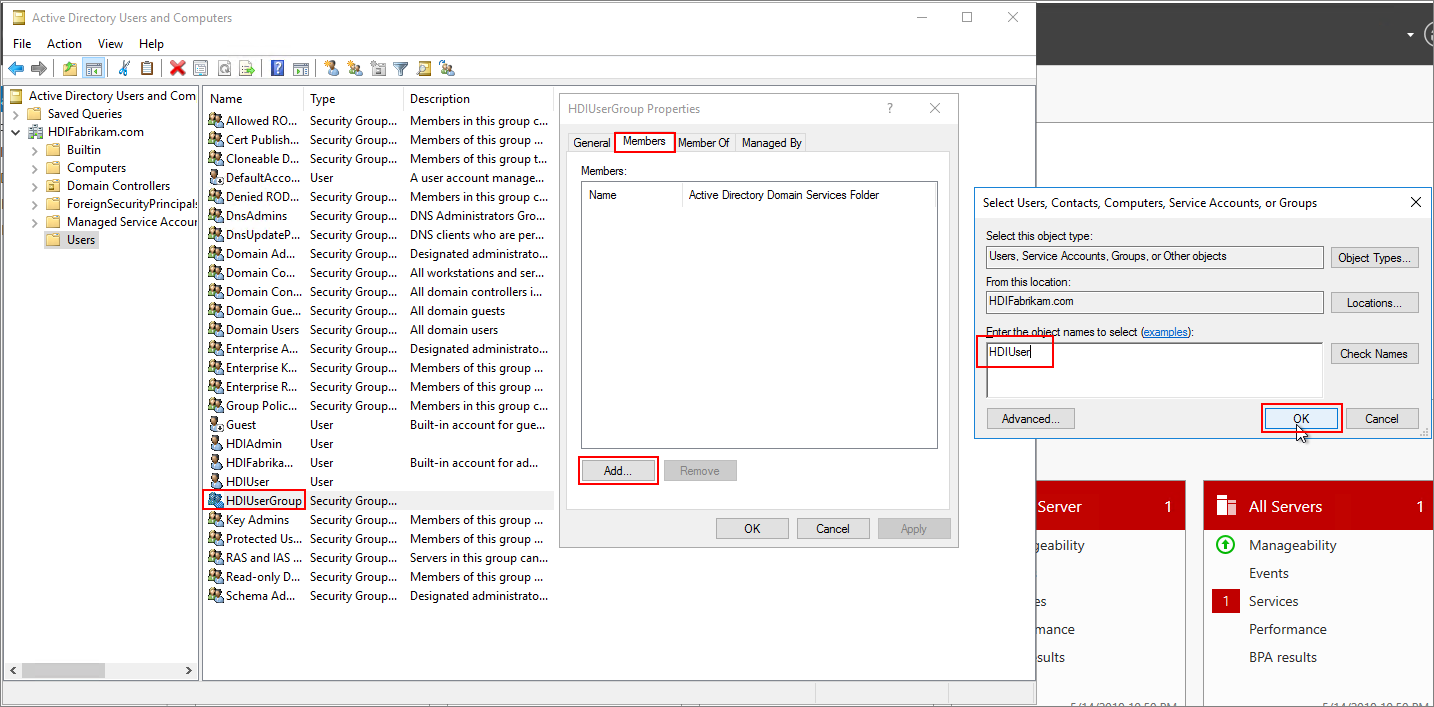 Active Directory Users and Computers
File Action View Help
Active Directory Users and Com
Saved Queries
HDIFabrikam.com
Builtin
Computers
Domain Controllers
ForeignSecurityPrincipals
Managed Service Accour
Users
Name Type Description
Allowed RO... Security Group... Members in this group c...
Cert Publish... Security Group... Members of this group ...
Cloneable D... Security Group... Members of this group t...
DefaultAcco... User A user account manage...
Denied ROD... Security Group... Members in this group c...
DnsAdmins Security Group... DNS Administrators Gro...
DnsUpdateP... Security Group... DNS clients who are per...
Domain Ad... Security Group... Designated administrato...
Domain Co... Security Group... All workstations and ser...
Domain Con... Security Group... All domain controllers i...
Domain Gue... Security Group... All domain guests
Domain Users Security Group... All domain users
Enterprise A... Security Group... Designated administrato...
Enterprise K... Security Group... Members of this group ...
Enterprise R... Security Group... Members of this group ...
Group Polic... Security Group... Members in this group c...
Guest User Built-in account for gue...
HDIAdmin User
HDIFabrika... User Built-in account for ad...
HDIUser User
HDIUserGroup Security Group...
Key Admins Security Group... Members of this group ...
Protected Us... Security Group... Members of this group ...
RAS and IAS ... Security Group... Servers in this group can...
Read-only D... Security Group... Members of this group ...
Schema Ad... Security Group... Designated administrato...
HDIUserGroup Properties
?
General Members Member Of Managed By
Members:
Name Active Directory Domain Services Folder
Add... Remove
OK Cancel Apply
Select Users, Contacts, Computers, Service Accounts, or Groups
Select this object type:
Users, Service Accounts, Groups, or Other objects Object Types...
From this location:
HDIFabrikam.com Locations...
Enter the object names to select (examples):
HDIUser Check Names
Advanced... OK Cancel
Server 1
geability
es
mance
sults
All Servers 1
Manageability
Events
1 Services
Performance
BPA results